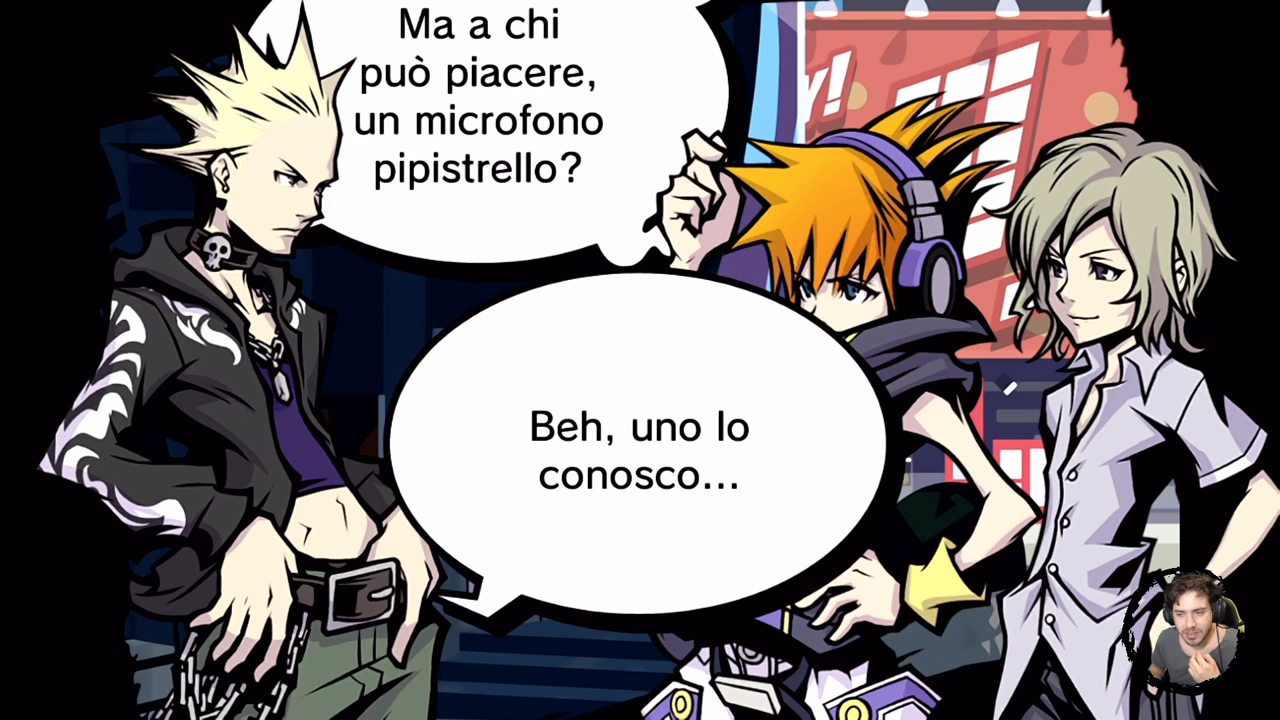 Ma a chi
può piacere,
un microfono
pipistrello?
Y!
Beh, uno lo
conosco...